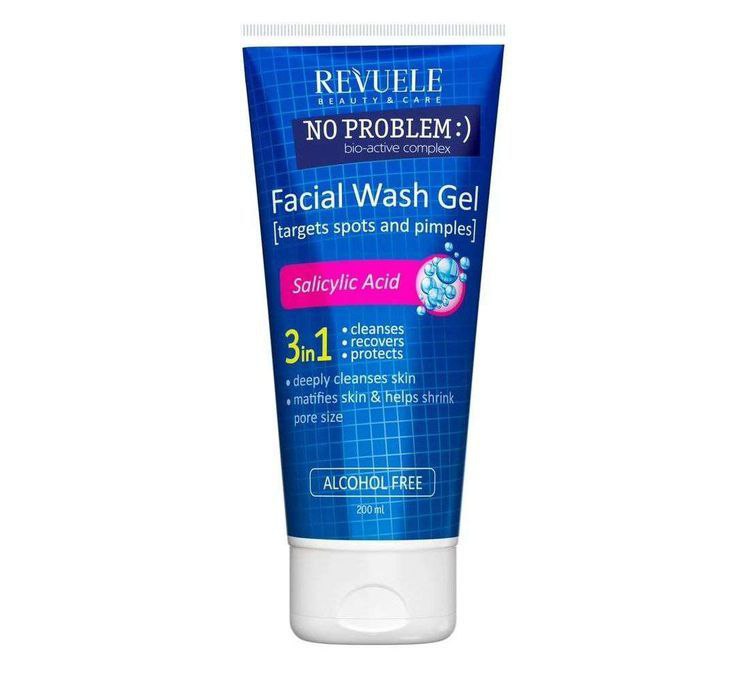 REVUELE
BEAUTY & CARE
NO PROBLEM:)
bio-active complex
Facial Wash Gel
[targets spots and pimples]
Salicylic Acid
3in1
• cleanses
• recovers
• protects
• deeply cleanses skin
• matifies skin & helps shrink
pore size
ALCOHOL FREE
200 ml